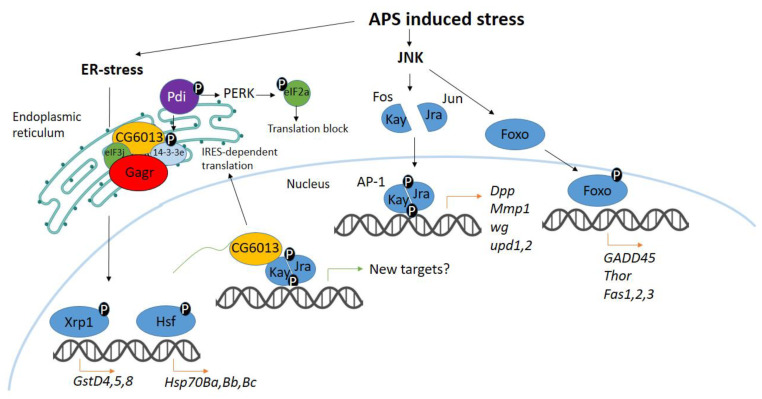 APS induced stress
JNK
ER-stress
Fos
Jun
Kay
Jra
Foxo
P
Pdi
PERK
P
eIF2a
Translation block
Endoplasmic
reticulum
CG6013
P
eIF3j
14-3-3e
Gagr
IRES-dependent
translation
Nucleus
AP-1
P
Kay
Jra
P
Dpp
Mmp1
wg
upd1,2
P
Foxo
GADD45
Thor
Fas1,2,3
CG6013
P
Kay
Jra
P
New targets?
P
Xrp1
P
Hsf
GstD4,5,8
Hsp70Ba,Bb,Bc